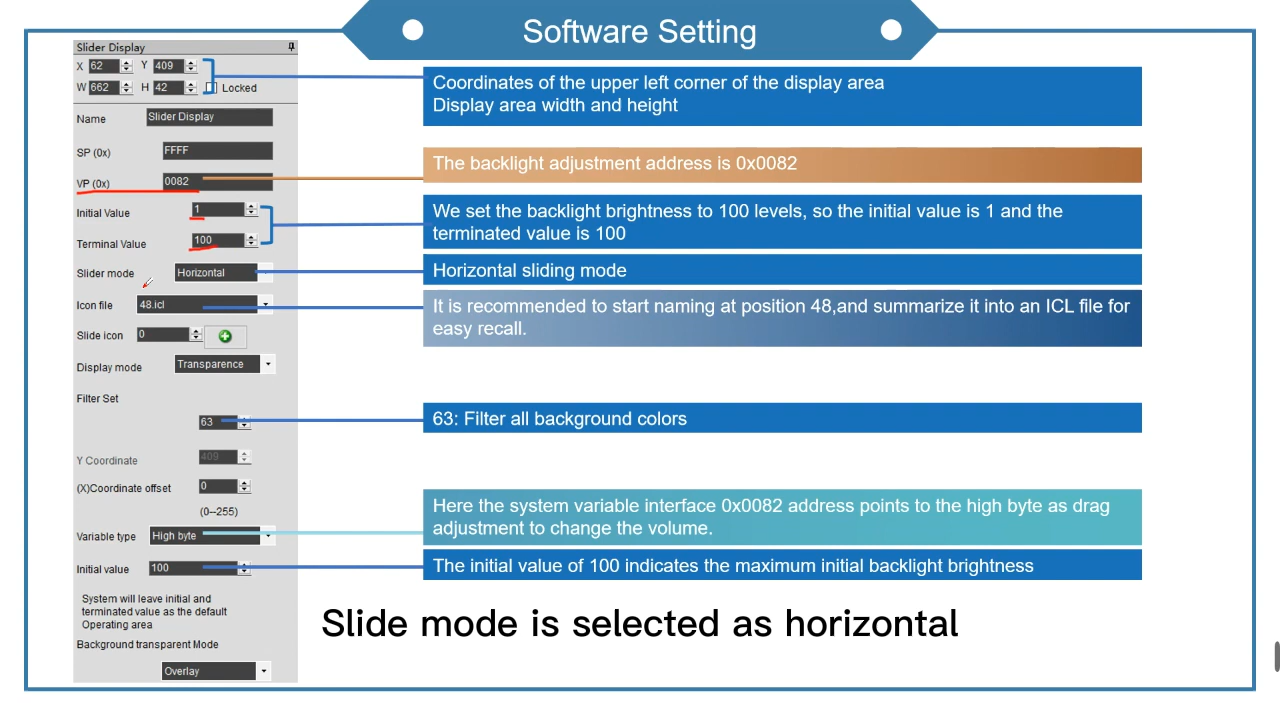 Software Setting
Slider Display
X 62 Y 409
W 662 H 42 Locked
Coordinates of the upper left corner of the display area
Display area width and height
Name Slider Display
SP (0x) FFFF
The backlight adjustment address is 0x0082
VP (0x) 0082
Initial Value 1
We set the backlight brightness to 100 levels, so the initial value is 1 and the
terminated value is 100
Terminal Value 100
Slider mode Horizontal
Horizontal sliding mode
Icon file 48.icl
It is recommended to start naming at position 48,and summarize it into an ICL file for
easy recall.
Slide icon 0
Display mode Transparence
Filter Set
63
63: Filter all background colors
Y Coordinate 409
(X)Coordinate offset 0
(0--255)
Here the system variable interface 0x0082 address points to the high byte as drag
adjustment to change the volume.
Variable type High byte
Initial value 100
The initial value of 100 indicates the maximum initial backlight brightness
System will leave initial and
terminated value as the default
Operating area
Background transparent Mode
Overlay
Slide mode is selected as horizontal